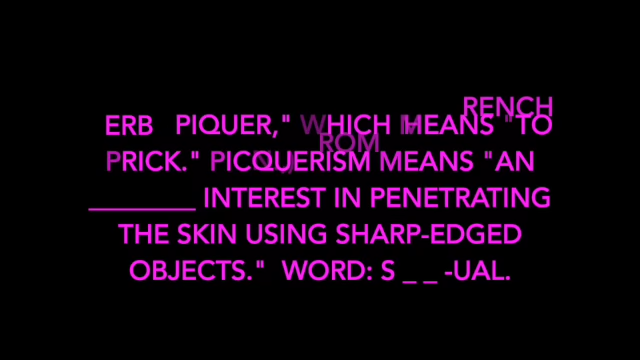 RENCH
ERB PIQUER," WHICH MEANS "TO
ROM
PRICK." PICQUERISM MEANS "AN
________ INTEREST IN PENETRATING
THE SKIN USING SHARP-EDGED
OBJECTS." WORD: S _ _ -UAL.